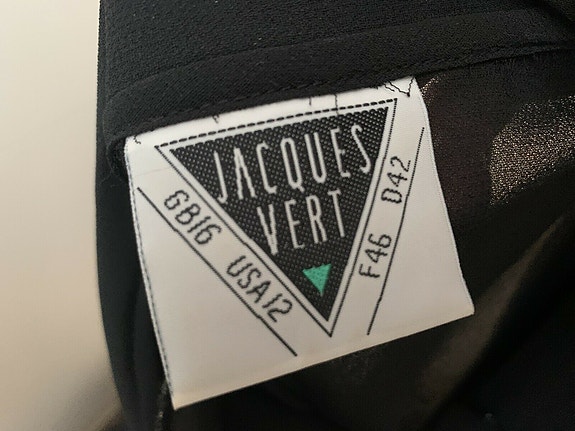 JACQUES
VERT
GB16 USA12
F46 D42